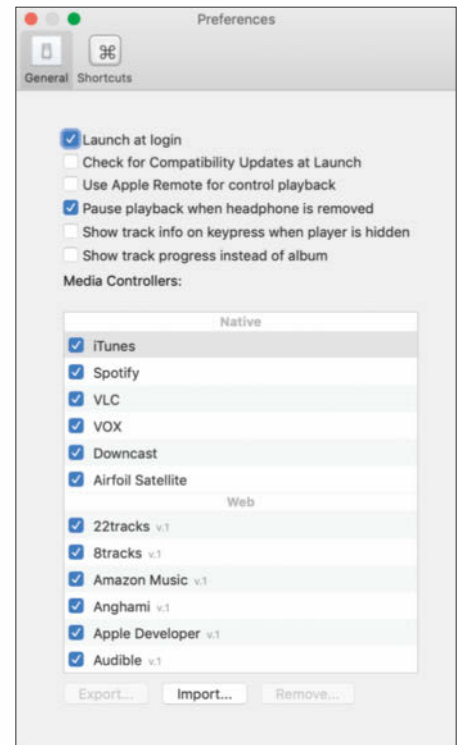 Preferences
⌘
General Shortcuts
Launch at login
Check for Compatibility Updates at Launch
Use Apple Remote for control playback
Pause playback when headphone is removed
Show track info on keypress when player is hidden
Show track progress instead of album
Media Controllers:
Native
iTunes
Spotify
VLC
VOX
Downcast
Airfoil Satellite
Web
22tracks v.1
8tracks v.1
Amazon Music v.1
Anghami v.1
Apple Developer v.1
Audible v.1
Export... Import... Remove...